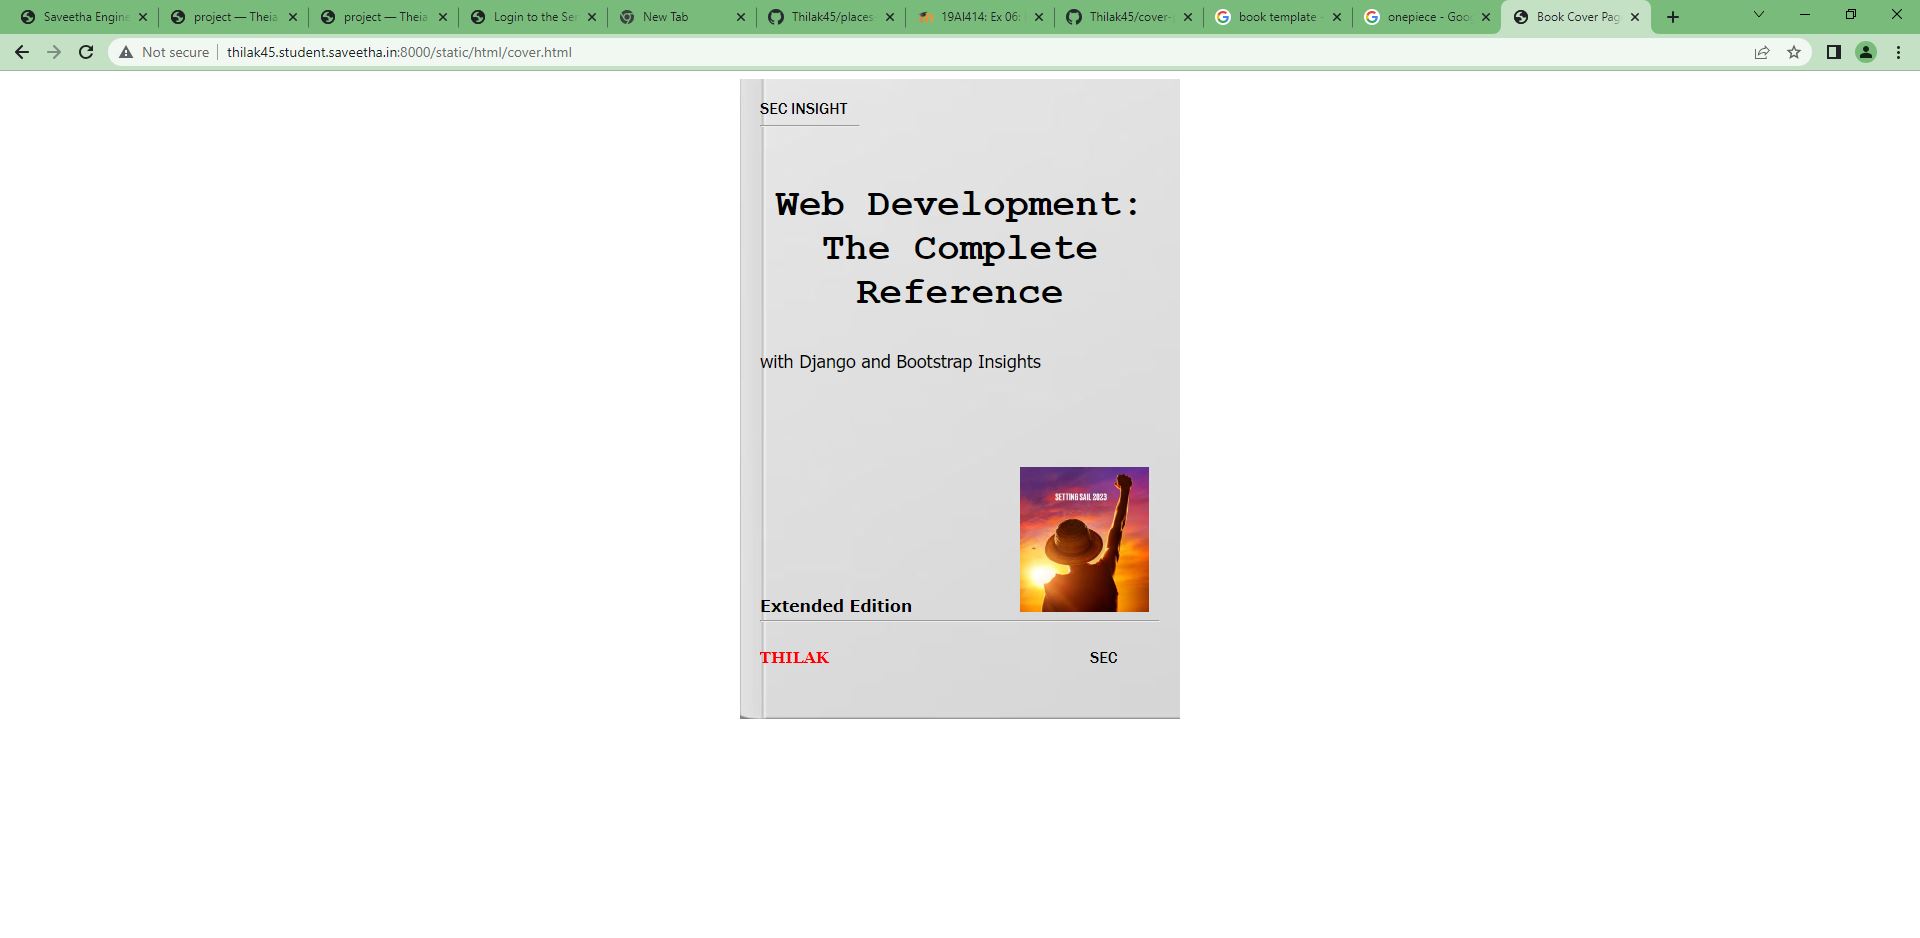 Saveetha Engine
project — Theia
project — Theia
Login to the Ser
New Tab
Thilak45/places-
19AI414: Ex 06:
Thilak45/cover-
book template -
onepiece - Goo
Book Cover Pag
Not secure
thilak45.student.saveetha.in:8000/static/html/cover.html
SEC INSIGHT
Web Development:
The Complete
Reference
with Django and Bootstrap Insights
SETTING SAIL 2023
Extended Edition
THILAK
SEC